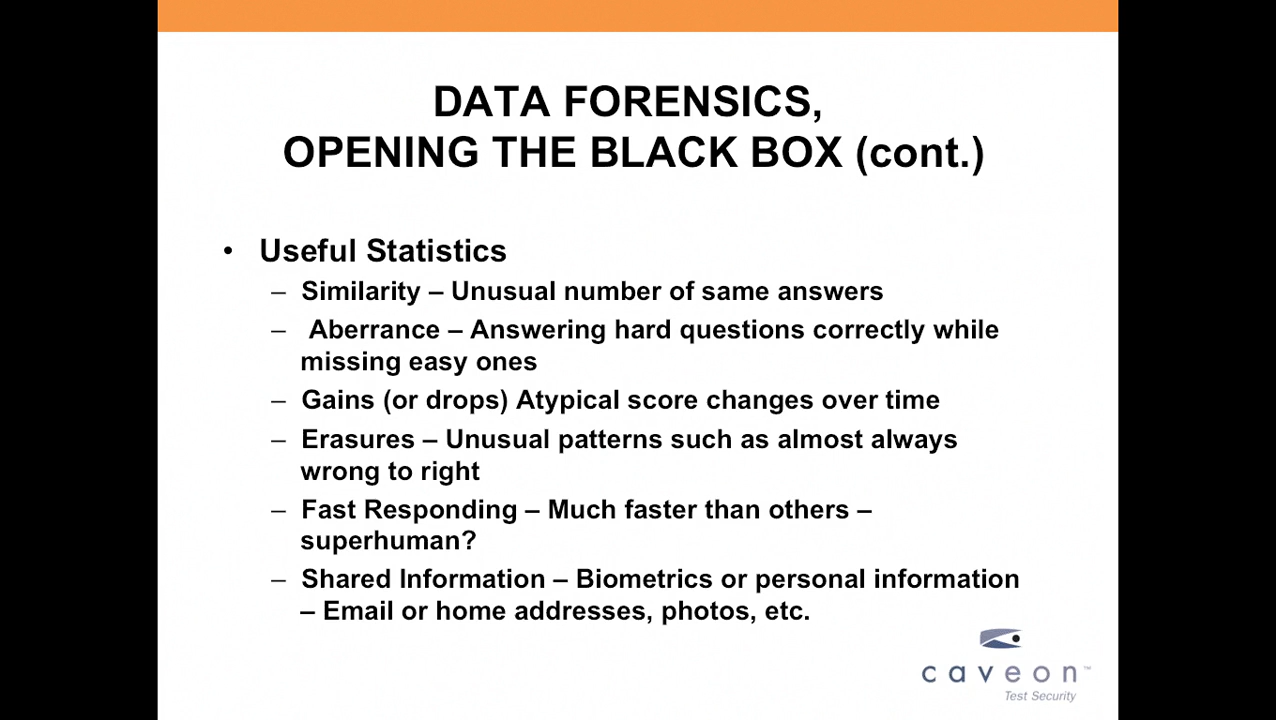 DATA FORENSICS,
OPENING THE BLACK BOX (cont.)
• Useful Statistics
– Similarity – Unusual number of same answers
– Aberrance – Answering hard questions correctly while
missing easy ones
– Gains (or drops) Atypical score changes over time
– Erasures – Unusual patterns such as almost always
wrong to right
– Fast Responding – Much faster than others –
superhuman?
– Shared Information – Biometrics or personal information
– Email or home addresses, photos, etc.
caveon™
Test Security